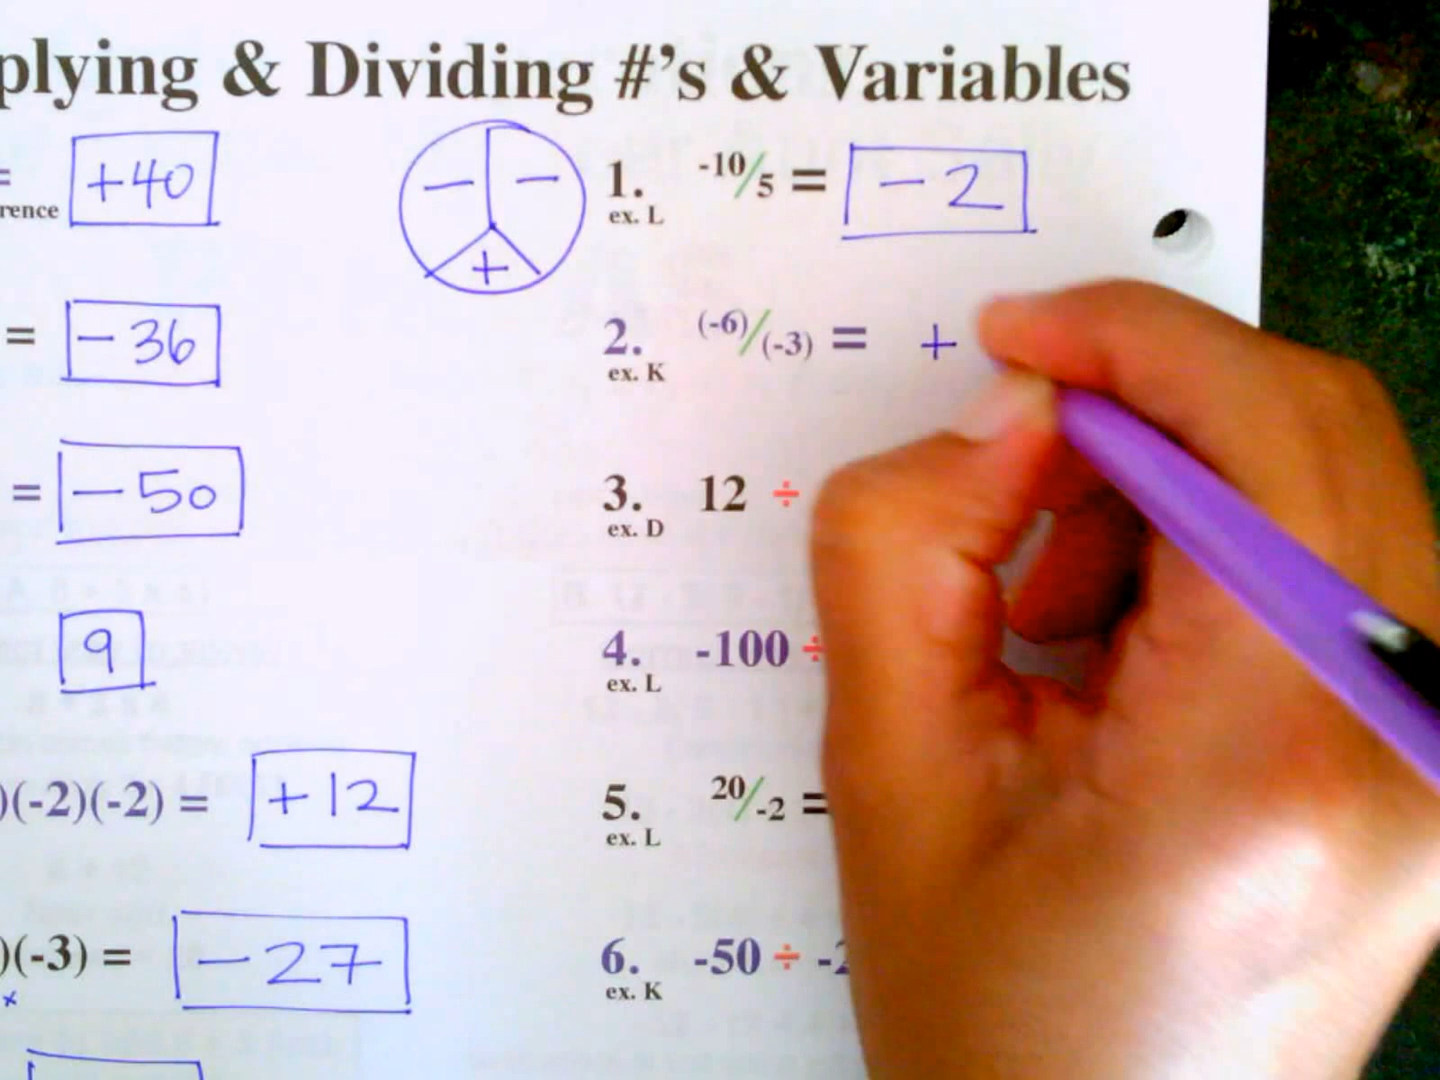 plying & Dividing #'s & Variables
= +40
rence
= -36
= -50
9
)(-2)(-2) = +12
)(-3) = -27
x
- -
+
1. -10/5 = -2
ex. L
2. (-6)/(-3) = +
ex. K
3. 12 ÷
ex. D
4. -100 ÷
ex. L
5. 20/-2 =
ex. L
6. -50 ÷ -2
ex. K